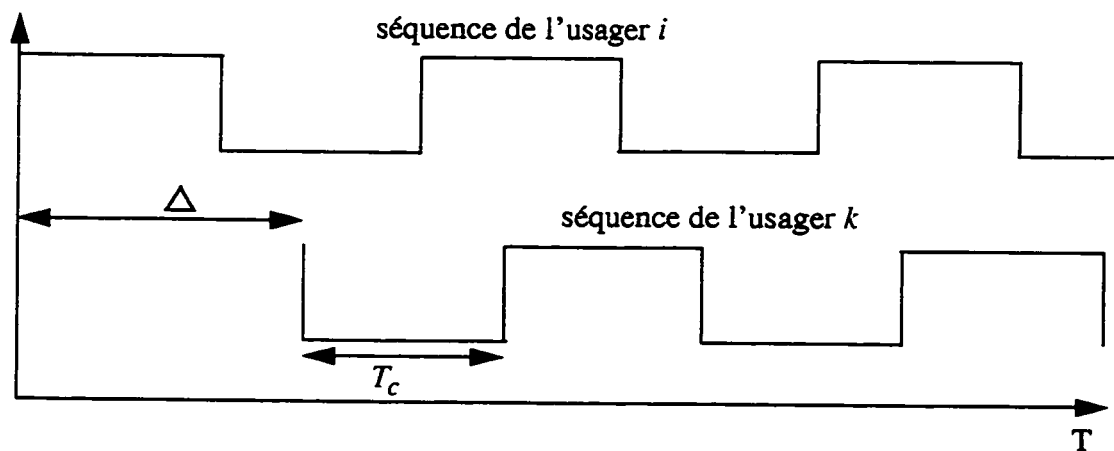 séquence de l'usager i
Δ
séquence de l'usager k
T_c
T